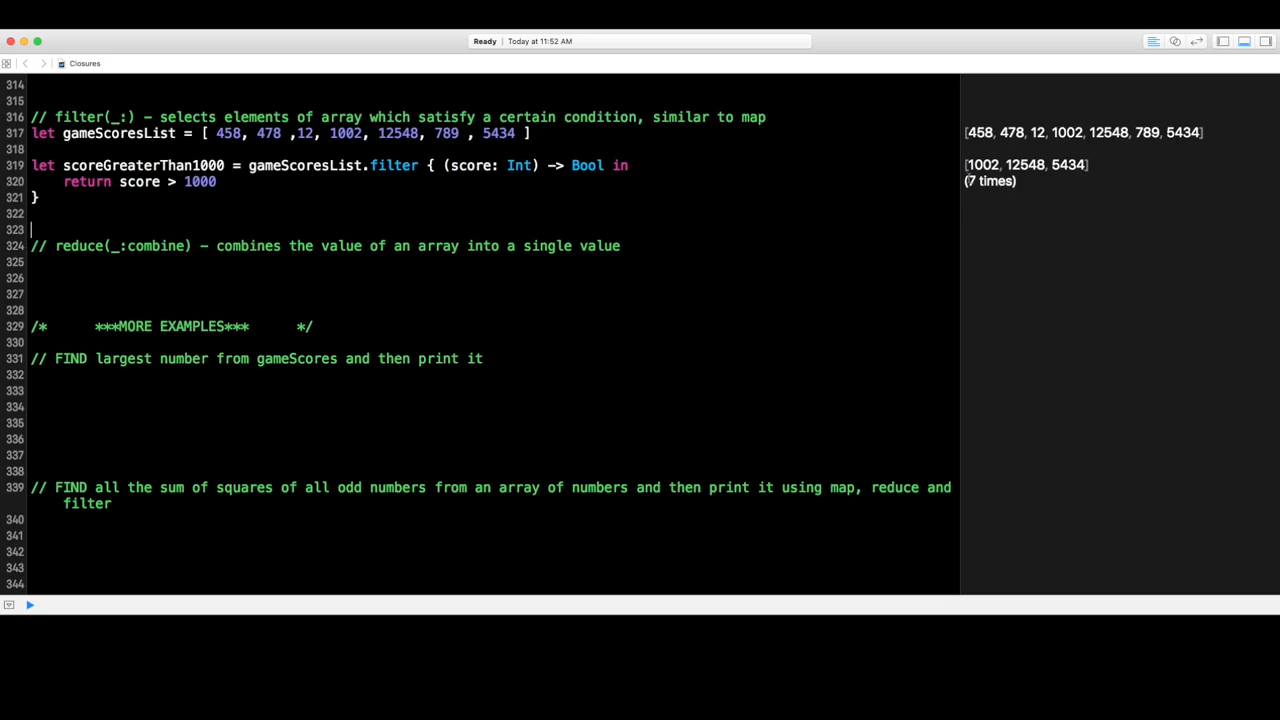 Ready | Today at 11:52 AM
Closures
314
315
316 // filter(_:) – selects elements of array which satisfy a certain condition, similar to map
317 let gameScoresList = [ 458, 478 ,12, 1002, 12548, 789 , 5434 ] [458, 478, 12, 1002, 12548, 789, 5434]
318
319 let scoreGreaterThan1000 = gameScoresList.filter { (score: Int) -> Bool in [1002, 12548, 5434]
320 return score > 1000 (7 times)
321 }
322
323
324 // reduce(_:combine) – combines the value of an array into a single value
325
326
327
328
329 /* ***MORE EXAMPLES*** */
330
331 // FIND largest number from gameScores and then print it
332
333
334
335
336
337
338
339 // FIND all the sum of squares of all odd numbers from an array of numbers and then print it using map, reduce and
filter
340
341
342
343
344